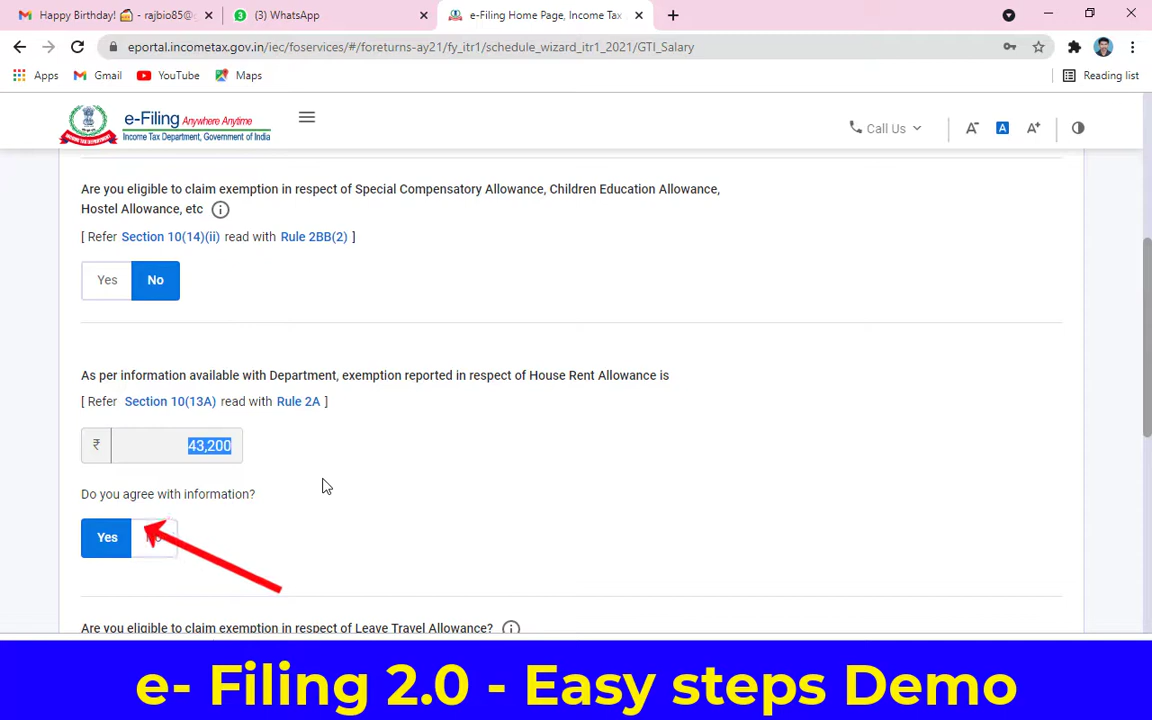 Happy Birthday! - rajbio85@
(3) WhatsApp
e-Filing Home Page, Income Tax
eportal.incometax.gov.in/iec/foservices/#/foreturns-ay21/fy_itr1/schedule_wizard_itr1_2021/GTI_Salary
Apps
Gmail
YouTube
Maps
Reading list
e-Filing Anywhere Anytime
Income Tax Department, Government of India
Call Us
A-
A
A+
Are you eligible to claim exemption in respect of Special Compensatory Allowance, Children Education Allowance,
Hostel Allowance, etc
[ Refer Section 10(14)(ii) read with Rule 2BB(2) ]
Yes No
As per information available with Department, exemption reported in respect of House Rent Allowance is
[ Refer Section 10(13A) read with Rule 2A ]
₹ 43,200
Do you agree with information?
Yes
Are you eligible to claim exemption in respect of Leave Travel Allowance?
e- Filing 2.0 - Easy steps Demo